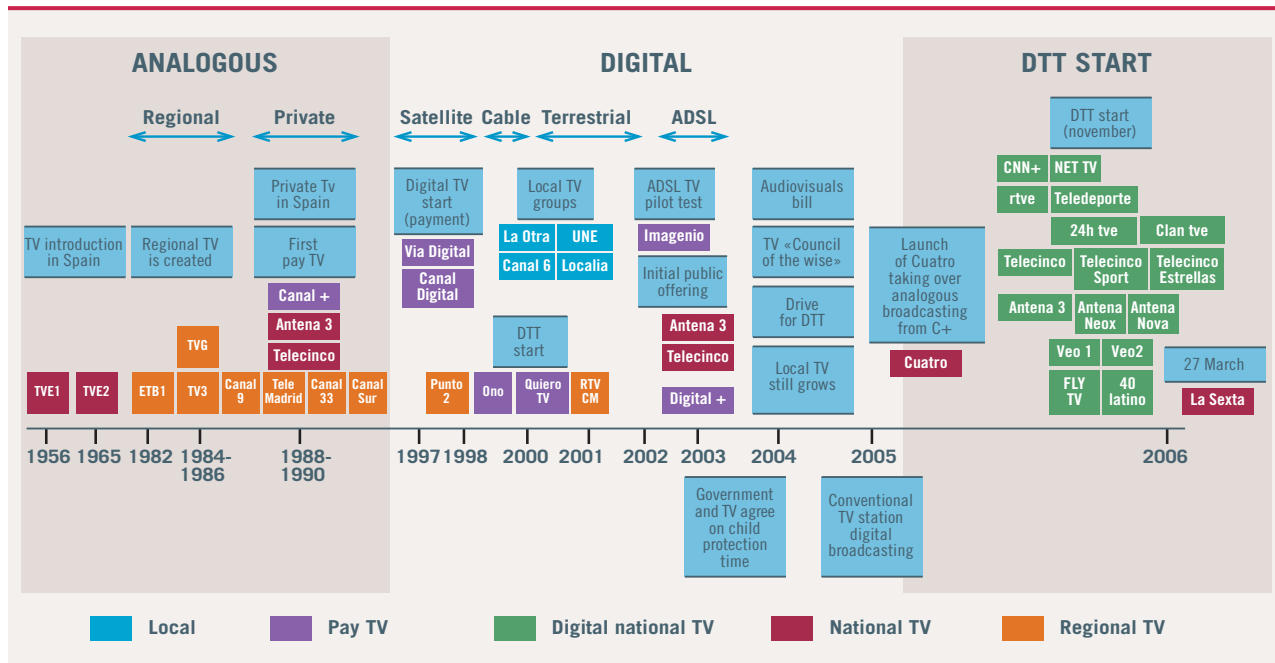 ANALOGOUS
DIGITAL
DTT START
Regional
Private
Satellite
Cable
Terrestrial
ADSL
TV introduction
in Spain
Regional TV
is created
Private Tv
in Spain
First
pay TV
Canal +
Antena 3
Telecinco
TVG
TVE1
TVE2
ETB1
TV3
Canal
9
Tele
Madrid
Canal
33
Canal
Sur
Digital TV
start
(payment)
Via Digital
Canal
Digital
Local TV
groups
La Otra
UNE
Canal 6
Localia
DTT
start
Punto
2
Ono
Quiero
TV
RTV
CM
ADSL TV
pilot test
Imagenio
Initial public
offering
Antena 3
Telecinco
Digital +
Audiovisuals
bill
TV «Council
of the wise»
Drive
for DTT
Local TV
still grows
Launch
of Cuatro
taking over
analogous
broadcasting
from C+
Cuatro
DTT start
(november)
CNN+
NET TV
rtve
Teledeporte
24h tve
Clan tve
Telecinco
Telecinco
Sport
Telecinco
Estrellas
Antena 3
Antena
Neox
Antena
Nova
Veo 1
Veo2
FLY
TV
40
latino
27 March
La Sexta
1956
1965
1982
1984-
1986
1988-
1990
1997
1998
2000
2001
2002
2003
2004
2005
2006
Government
and TV agree
on child
protection
time
Conventional
TV station
digital
broadcasting
Local
Pay TV
Digital national TV
National TV
Regional TV